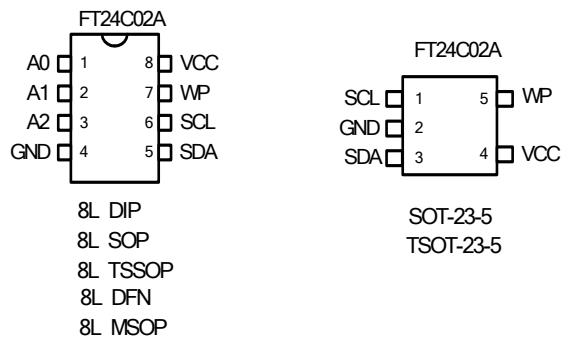 FT24C02A
A0 1 8 VCC
A1 2 7 WP
A2 3 6 SCL
GND 4 5 SDA
8L DIP
8L SOP
8L TSSOP
8L DFN
8L MSOP
FT24C02A
SCL 1 5 WP
GND 2
SDA 3 4 VCC
SOT-23-5
TSOT-23-5